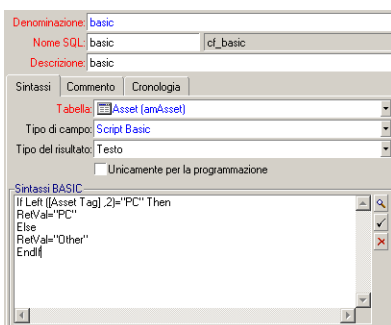 Denominazione: basic
Nome SQL: basic cf_basic
Descrizione: basic
Sintassi Commento Cronologia
Tabella: Asset (amAsset)
Tipo di campo: Script Basic
Tipo del risultato: Testo
Unicamente per la programmazione
Sintassi BASIC
If Left ([Asset Tag] ,2)="PC" Then
RetVal="PC"
Else
RetVal="Other"
EndIf